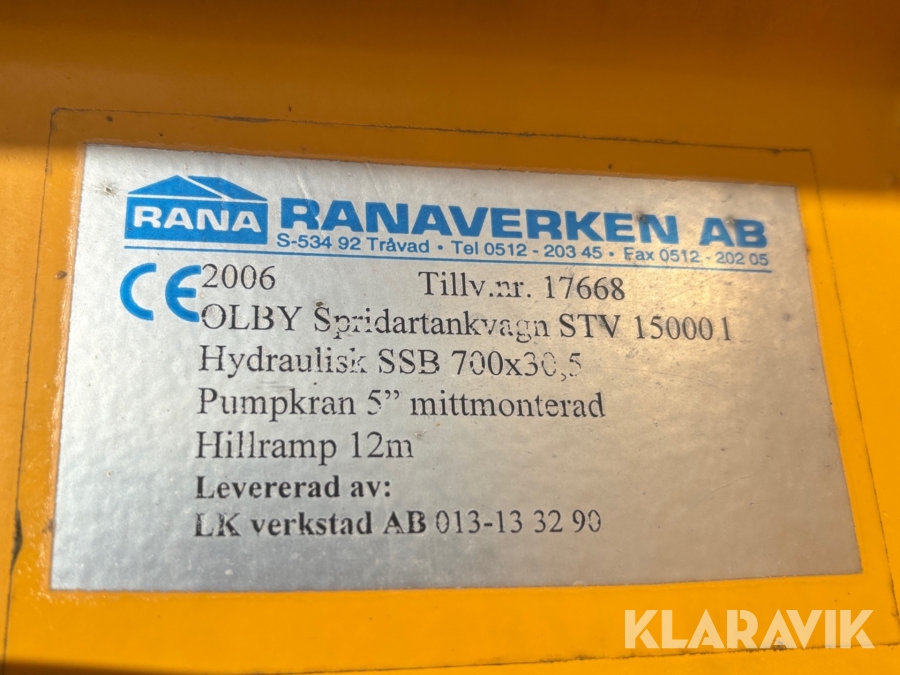 RANA RANAVERKEN AB
S-534 92 Tråvad • Tel 0512 - 203 45 • Fax 0512 - 202 05
CE 2006 Tillv.nr. 17668
OLBY Spridartankvagn STV 15000 l
Hydraulisk SSB 700x30,5
Pumpkran 5” mittmonterad
Hillramp 12m
Levererad av:
LK verkstad AB 013-13 32 90
KLARAVIK